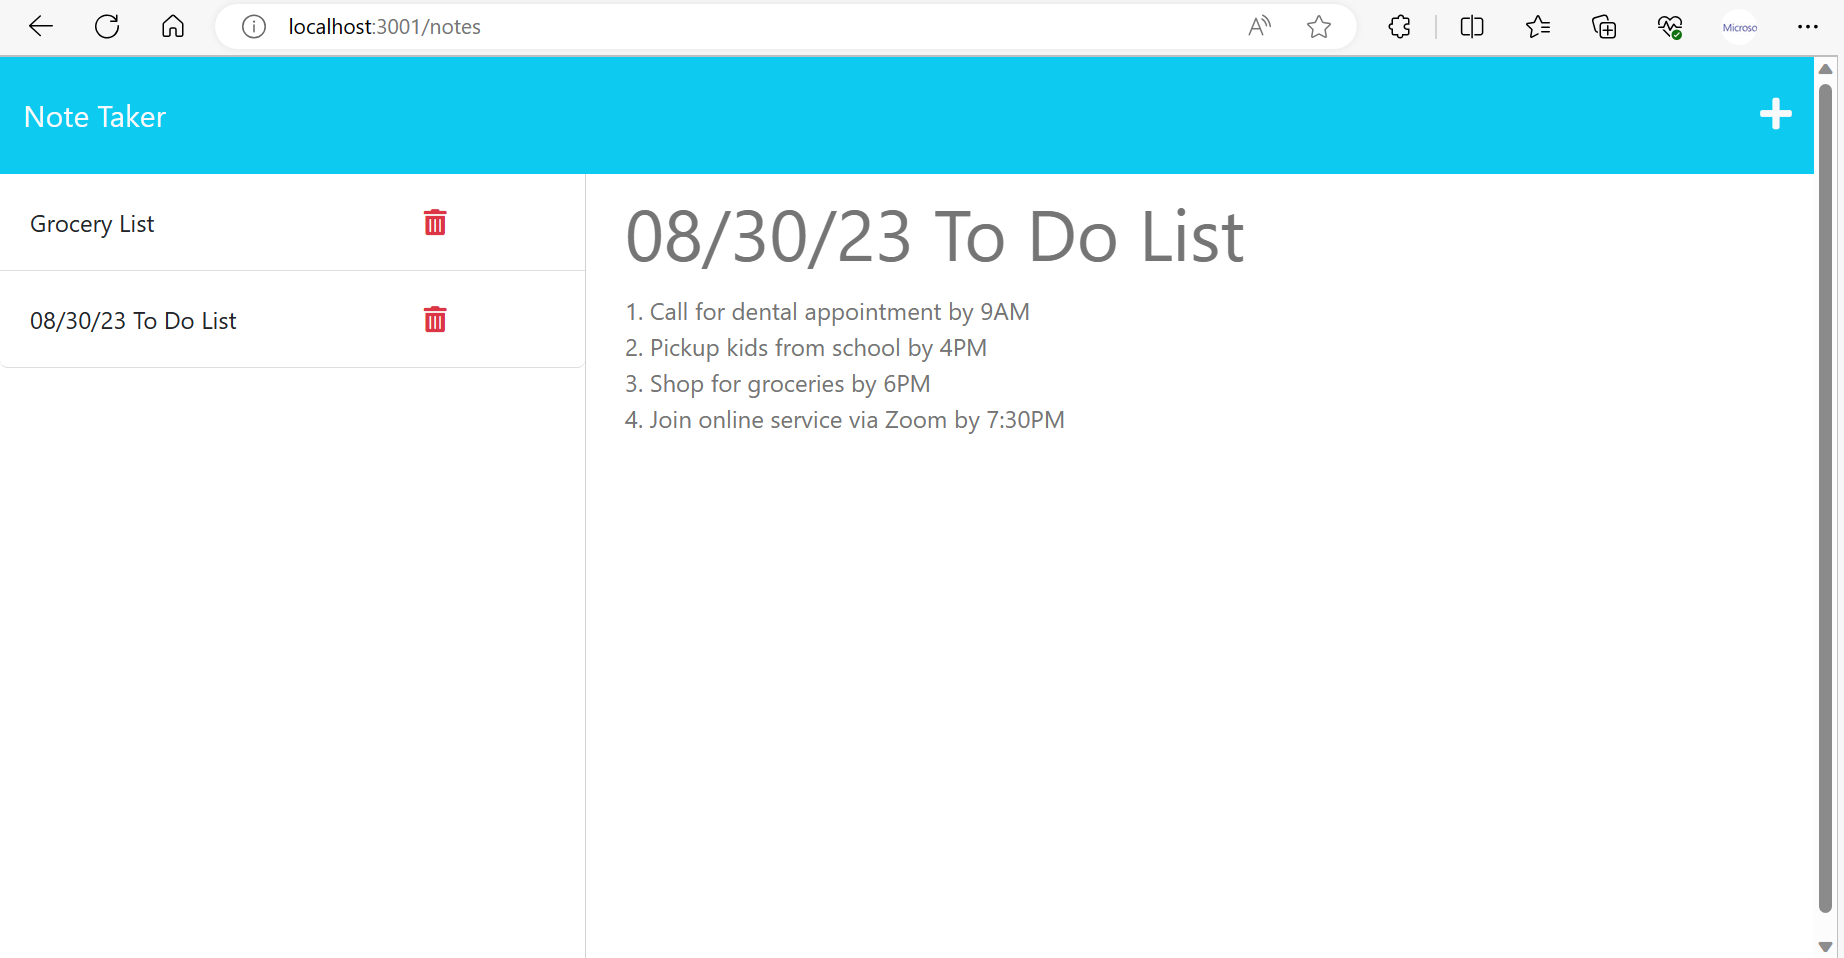 localhost:3001/notes
Microso
Note Taker
Grocery List
08/30/23 To Do List
08/30/23 To Do List
1. Call for dental appointment by 9AM
2. Pickup kids from school by 4PM
3. Shop for groceries by 6PM
4. Join online service via Zoom by 7:30PM